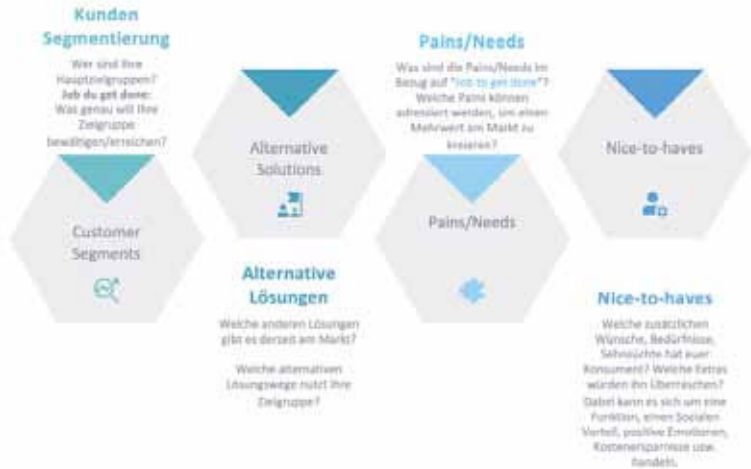 Kunden
Segmentierung
Wer sind Ihre
Hauptzielgruppen?
Job du get done:
Was genau will Ihre
Zielgruppe
bewältigen/erreichen?
Customer
Segments
Alternative
Solutions
Alternative
Lösungen
Welche anderen Lösungen
gibt es derzeit am Markt?
Welche alternativen
Lösungswege nutzt Ihre
Zielgruppe?
Pains/Needs
Was sind die Pains/Needs im
Bezug auf "Job to get done"?
Welche Pains können
adressiert werden, um einen
Mehrwert am Markt zu
kreieren?
Pains/Needs
Nice-to-haves
Nice-to-haves
Welche zusätzlichen
Wünsche, Bedürfnisse,
Sehnsüchte hat euer
Konsument? Welche Extras
würden ihn überraschen?
Dabei kann es sich um eine
Funktion, einen Sozialen
Vorteil, positive Emotionen,
Kostenersparnisse usw.
handeln.